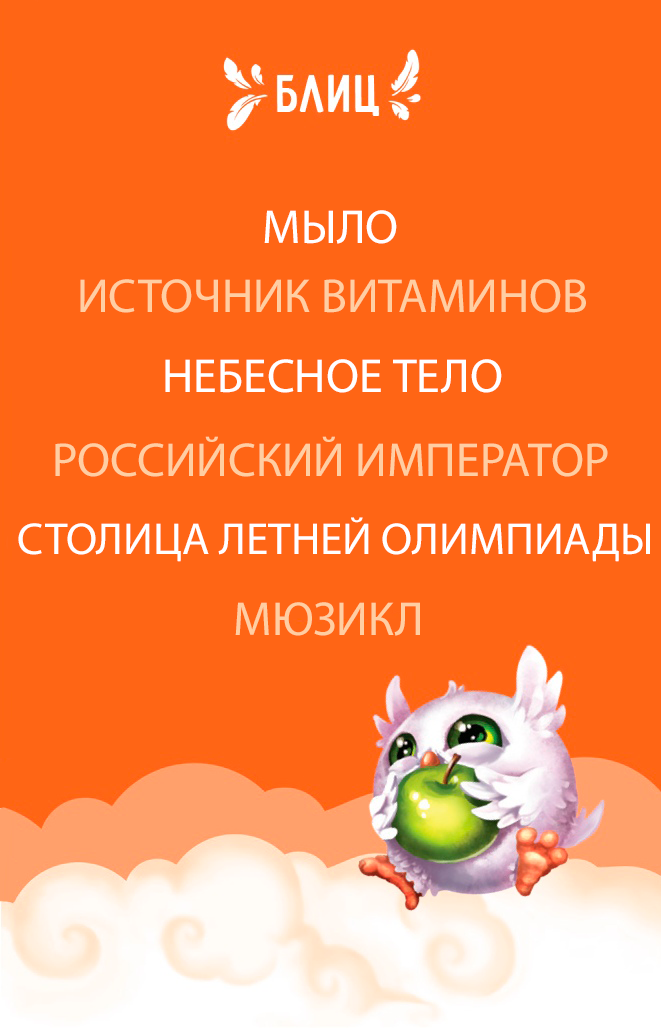 БЛИЦ
МЫЛО
ИСТОЧНИК ВИТАМИНОВ
НЕБЕСНОЕ ТЕЛО
РОССИЙСКИЙ ИМПЕРАТОР
СТОЛИЦА ЛЕТНЕЙ ОЛИМПИАДЫ
МЮЗИКЛ